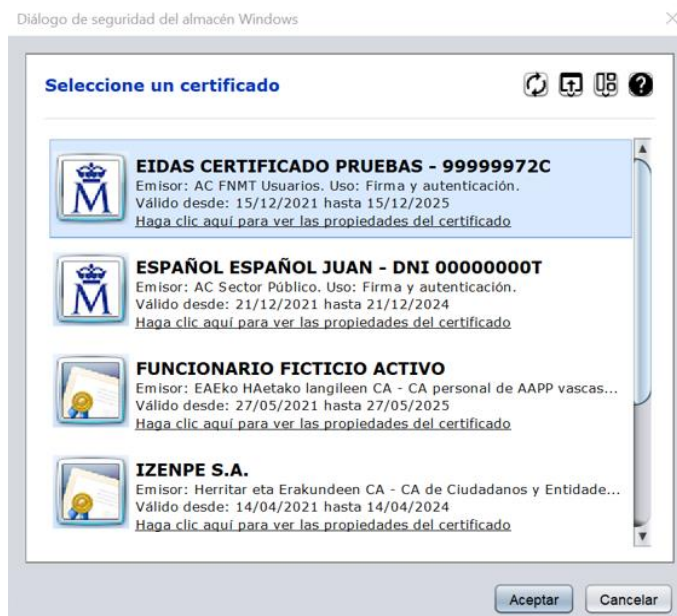 Diálogo de seguridad del almacén Windows
Seleccione un certificado
EIDAS CERTIFICADO PRUEBAS - 99999972C
Emisor: AC FNMT Usuarios. Uso: Firma y autenticación.
Válido desde: 15/12/2021 hasta 15/12/2025
Haga clic aquí para ver las propiedades del certificado
ESPAÑOL ESPAÑOL JUAN - DNI 00000000T
Emisor: AC Sector Público. Uso: Firma y autenticación.
Válido desde: 21/12/2021 hasta 21/12/2024
Haga clic aquí para ver las propiedades del certificado
FUNCIONARIO FICTICIO ACTIVO
Emisor: EAEko HAetako langileen CA - CA personal de AAPP vascas...
Válido desde: 27/05/2021 hasta 27/05/2025
Haga clic aquí para ver las propiedades del certificado
IZENPE S.A.
Emisor: Herritar eta Erakundeen CA - CA de Ciudadanos y Entidade...
Válido desde: 14/04/2021 hasta 14/04/2024
Haga clic aquí para ver las propiedades del certificado
Aceptar Cancelar